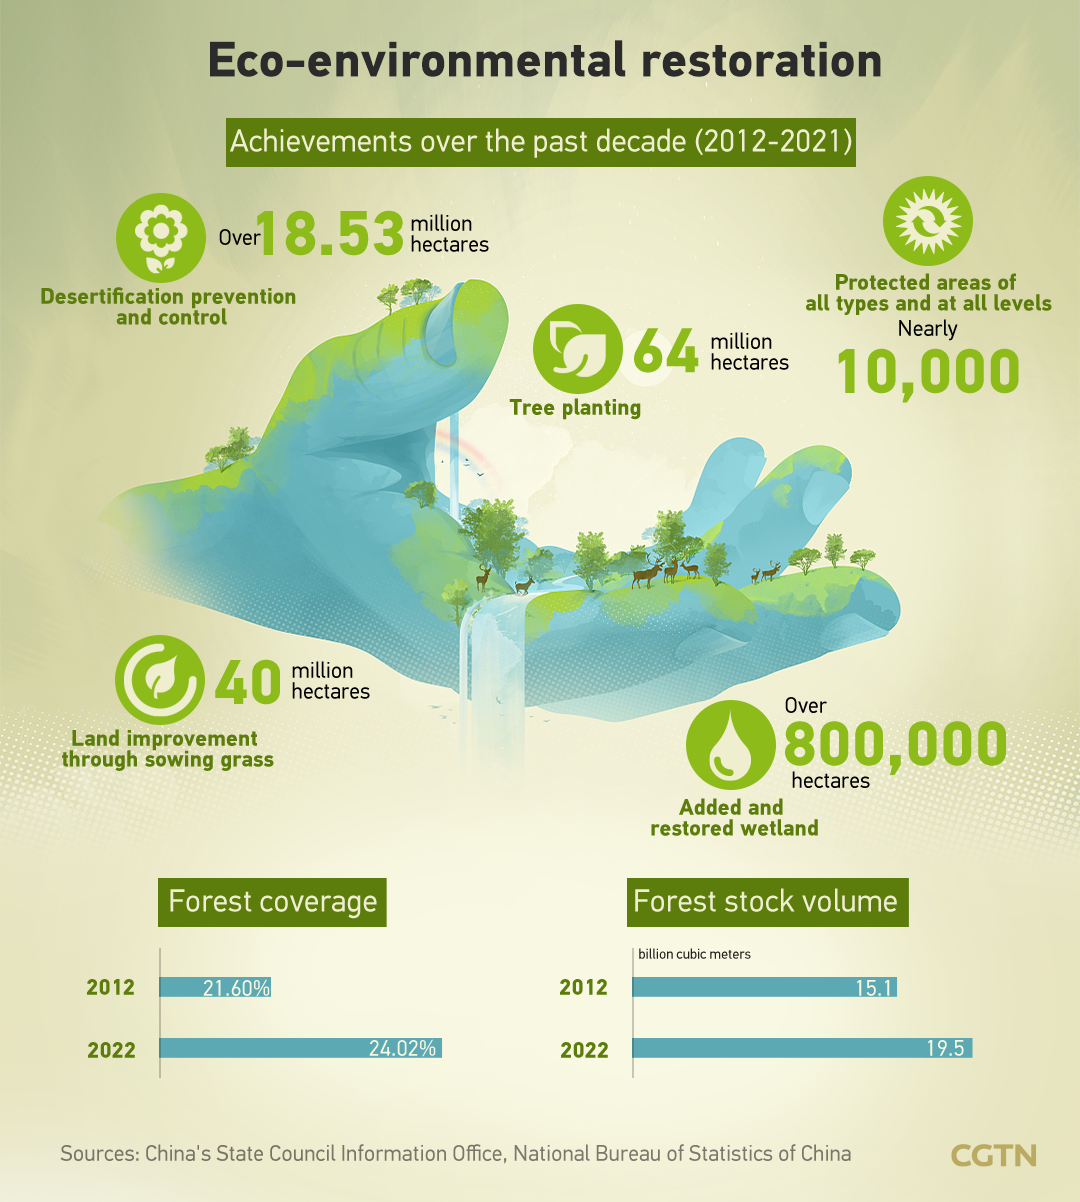 Eco-environmental restoration
Achievements over the past decade (2012-2021)
Over 18.53 million
hectares
Desertification prevention
and control
64 million
hectares
Tree planting
Protected areas of
all types and at all levels
Nearly
10,000
40 million
hectares
Land improvement
through sowing grass
Over
800,000
hectares
Added and
restored wetland
Forest coverage
2012 21.60%
2022 24.02%
Forest stock volume
billion cubic meters
2012 15.1
2022 19.5
Sources: China's State Council Information Office, National Bureau of Statistics of China
CGTN